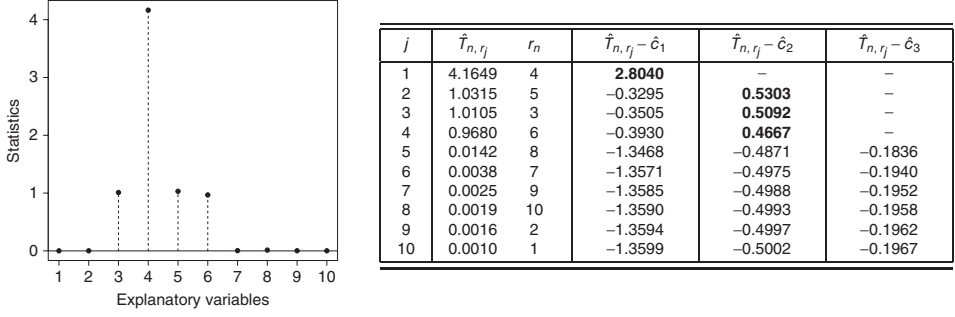 4
3
2
1
0
Statistics
1 2 3 4 5 6 7 8 9 10
Explanatory variables
j T̂n, rj rn T̂n, rj – ĉ1 T̂n, rj – ĉ2 T̂n, rj – ĉ3
1 4.1649 4 2.8040 – –
2 1.0315 5 –0.3295 0.5303 –
3 1.0105 3 –0.3505 0.5092 –
4 0.9680 6 –0.3930 0.4667 –
5 0.0142 8 –1.3468 –0.4871 –0.1836
6 0.0038 7 –1.3571 –0.4975 –0.1940
7 0.0025 9 –1.3585 –0.4988 –0.1952
8 0.0019 10 –1.3590 –0.4993 –0.1958
9 0.0016 2 –1.3594 –0.4997 –0.1962
10 0.0010 1 –1.3599 –0.5002 –0.1967